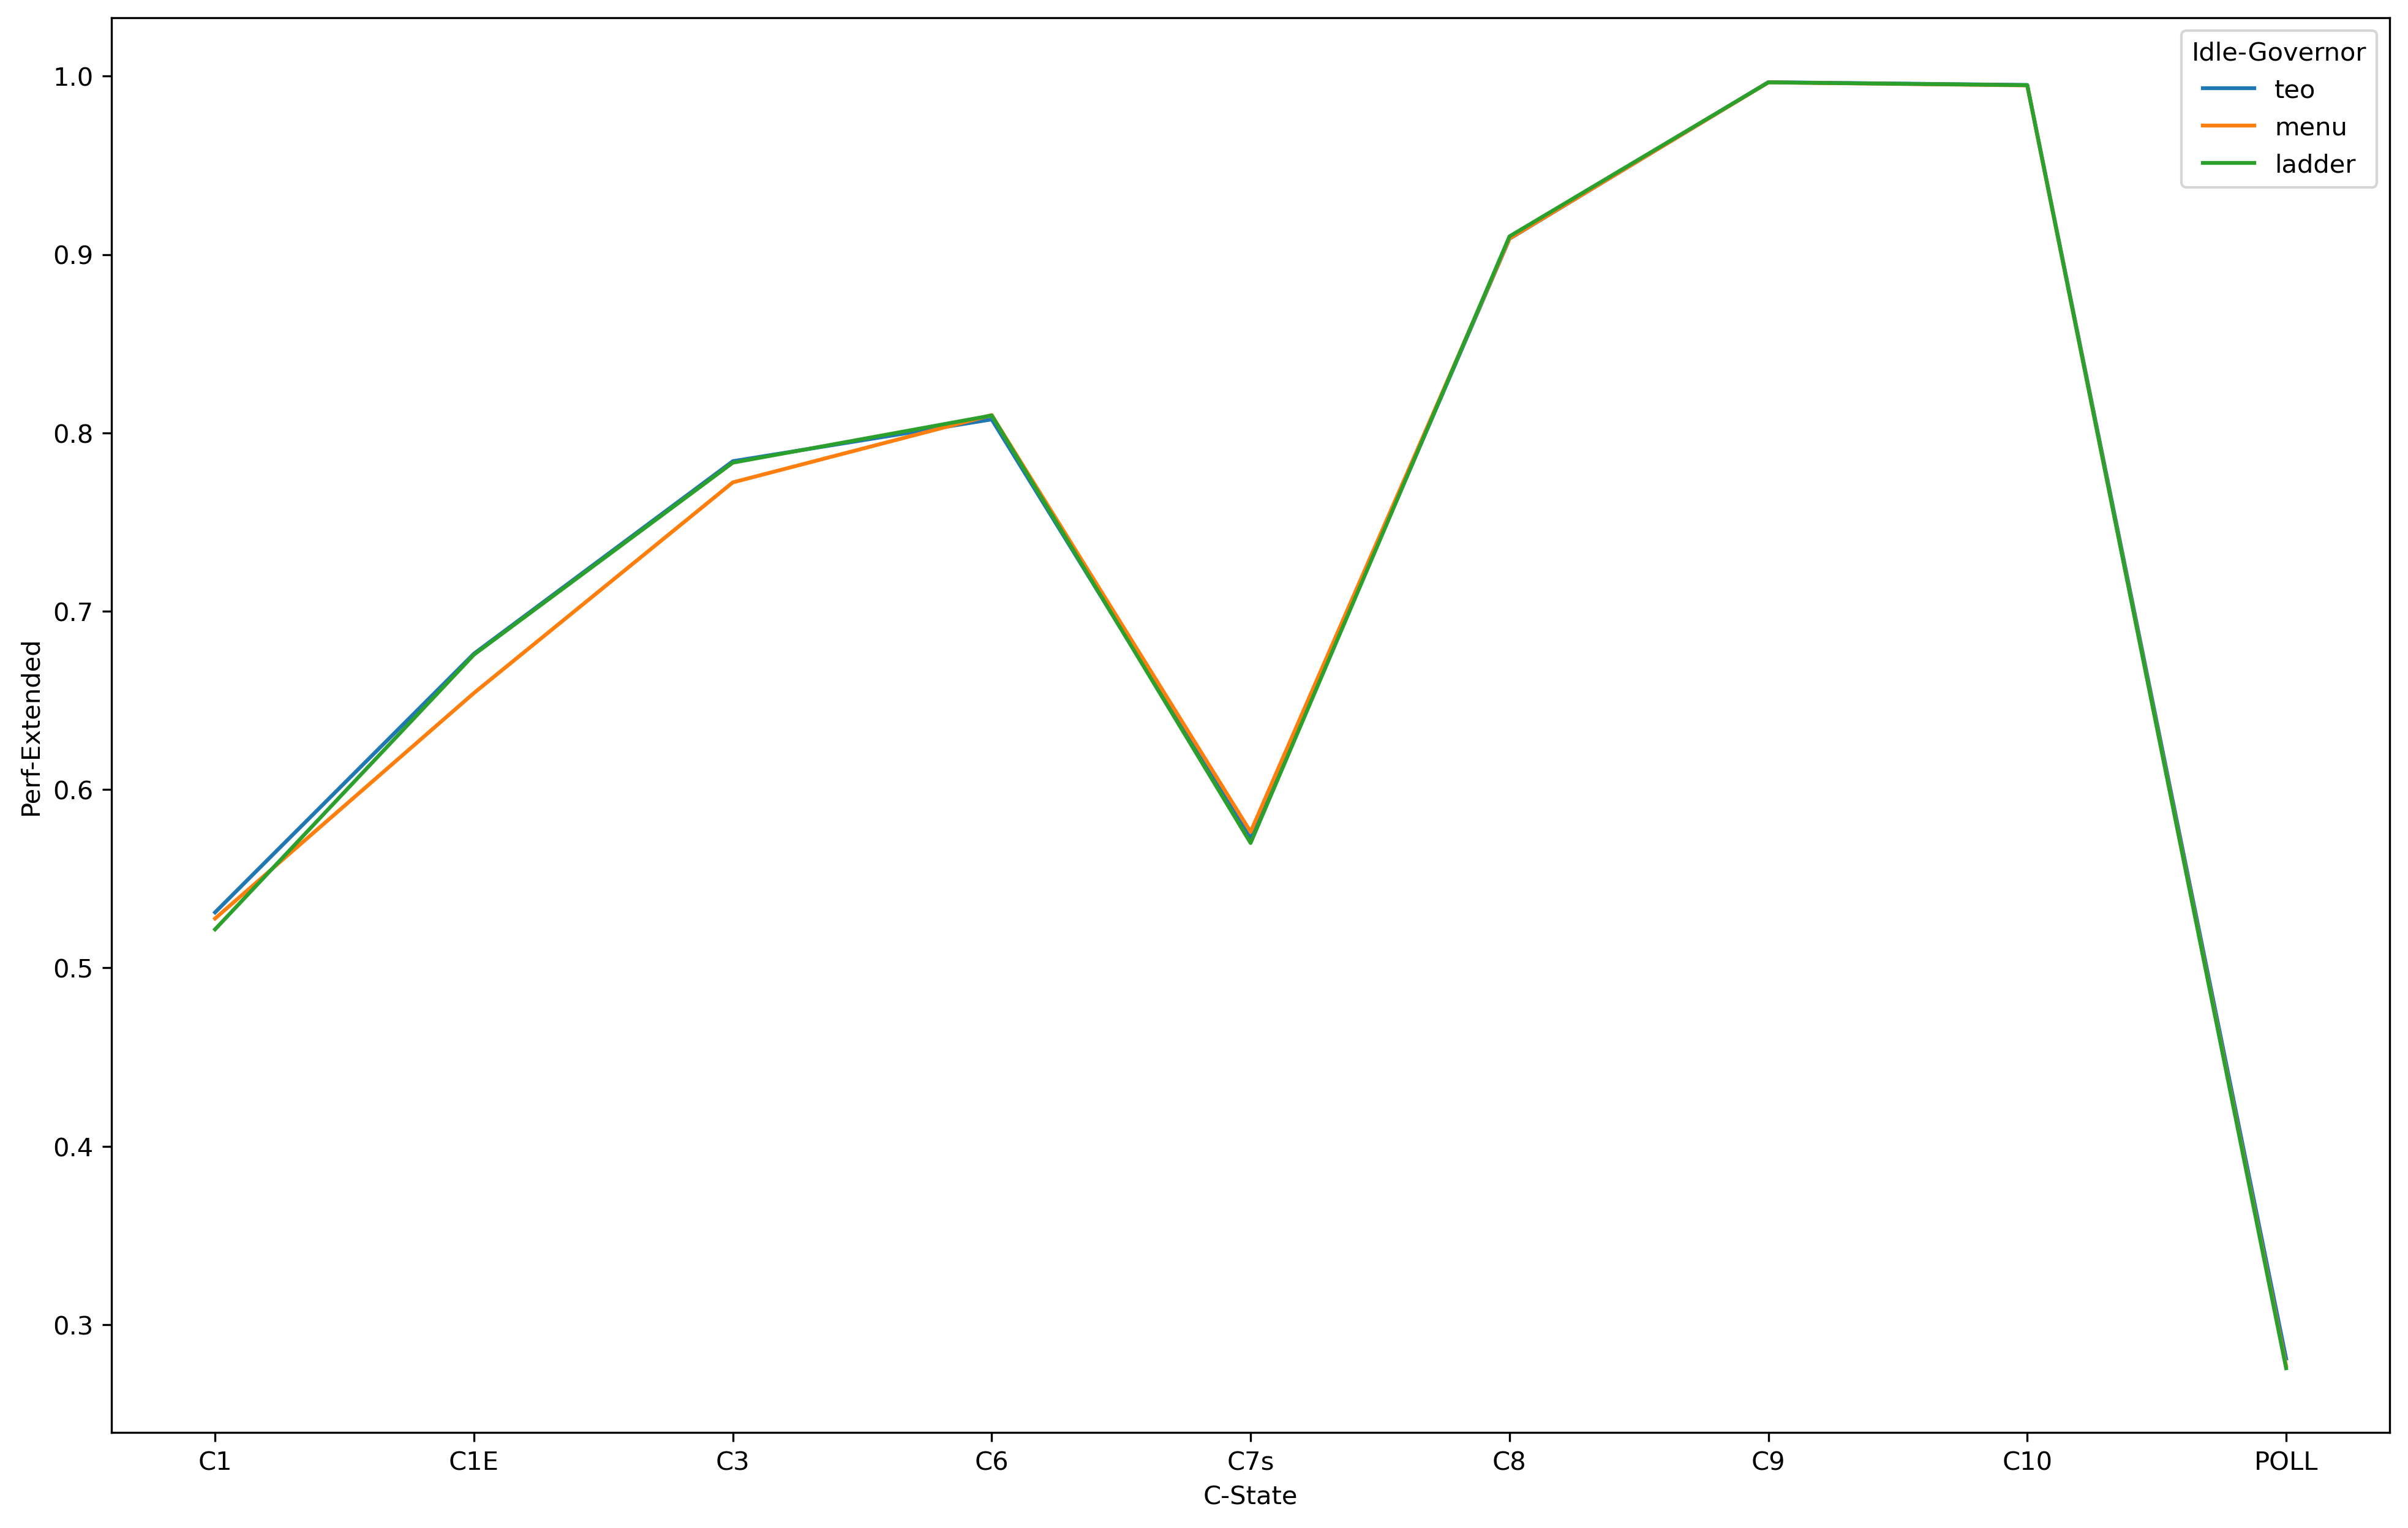 Idle-Governor
teo
menu
ladder
Perf-Extended
1.0
0.9
0.8
0.7
0.6
0.5
0.4
0.3
C1 C1E C3 C6 C7s C8 C9 C10 POLL
C-State